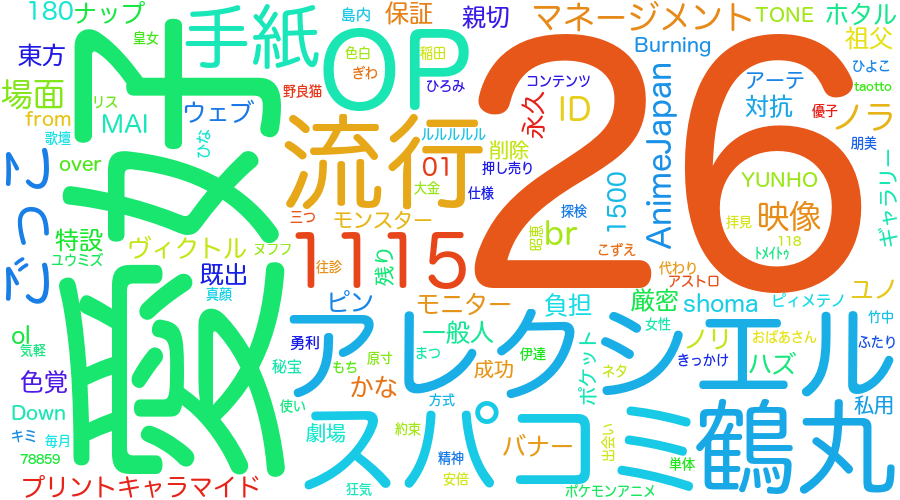 180
ナップ
手紙
島内
保証
親切
マネージメント
TONE
ホタル
東方
皇女
OP
色白
稲田
ぎわ
26
Burning
祖父
場面
リス
ウェブ
野良猫
ひろみ
コンテンツ
アーテ
ひよこ
from
MAI
歌壇
ひな
永久
ID
AnimeJapan
対抗
優子
taotto
ノラ
愛子
流行
ルルルルル
削除
朋美
over
01
押し売り
大金
仕様
1500
YUNHO
ギャラリー
三つ
モンスター
探検
拝見
映像
特設
ユウミズ
ヴィクトル
ヌフフ
1115
br
こずえ
118
トメイトゥ
既出
往診
残り
代わり
アストロ
真顔
ピン
モニター
負担
厳密
shoma
ピィメテノ
ユノ
ol
気軽
勇利
アレクシエル
一般人
女性
竹中
まつ
伊達
ポケット
ノリ
おばあさん
ふたり
秘宝
もち
原寸
成功
ネタ
きっかけ
ハズ
色覚
かな
使い
方式
私用
Down
劇場
約束
スパコミ
鶴丸
キミ
毎月
バナー
出会い
78859
精神
単体
安倍
プリントキャラマイド
狂気
ポケモンアニメ